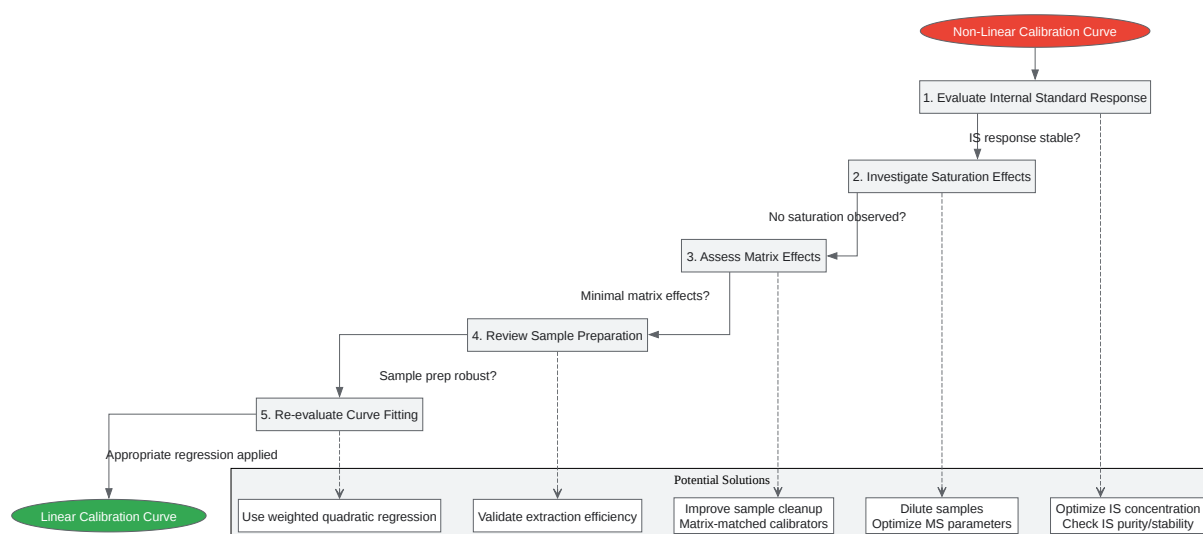 Non-Linear Calibration Curve
1. Evaluate Internal Standard Response
IS response stable?
2. Investigate Saturation Effects
No saturation observed?
3. Assess Matrix Effects
Minimal matrix effects?
4. Review Sample Preparation
Sample prep robust?
5. Re-evaluate Curve Fitting
Appropriate regression applied
Linear Calibration Curve
Potential Solutions
Use weighted quadratic regression
Validate extraction efficiency
Improve sample cleanup
Matrix-matched calibrators
Dilute samples
Optimize MS parameters
Optimize IS concentration
Check IS purity/stability